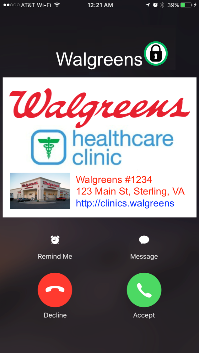 AT&T Wi-Fi 12:21 AM 39%
Walgreens
Walgreens
healthcare
clinic
Walgreens #1234
123 Main St, Sterling, VA
http://clinics.walgreens
Remind Me Message
Decline Accept